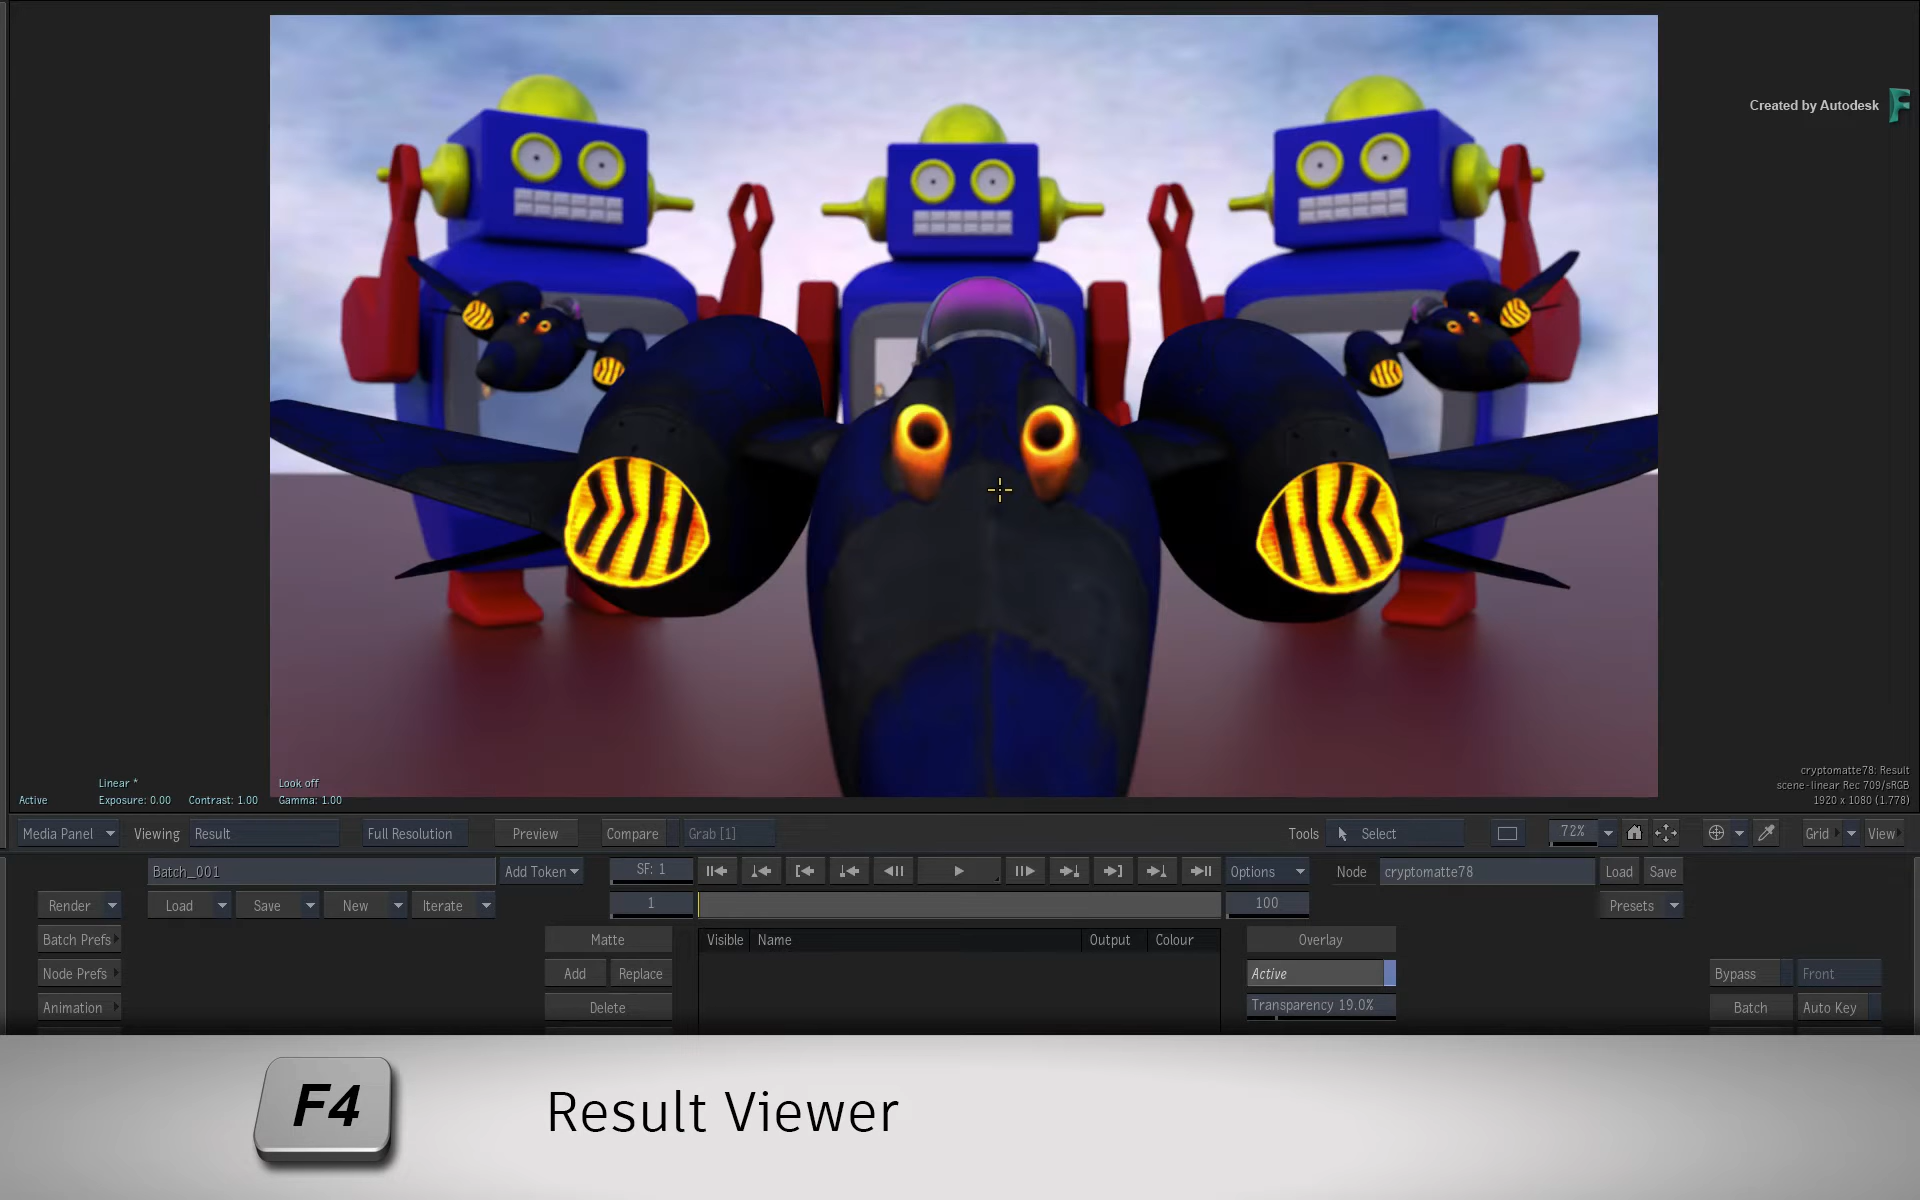 Created by Autodesk
Linear *
Look off
Active
Exposure: 0.00
Contrast: 1.00
Gamma: 1.00
cryptomatte78: Result
scene-linear Rec 709/sRGB
1920 x 1080 (1.778)
Media Panel
Viewing
Result
Full Resolution
Preview
Compare
Grab [1]
Tools
Select
72%
Grid
View
Batch_001
Add Token
SF: 1
Options
Node
cryptomatte78
Load
Save
Render
Load
Save
New
Iterate
1
100
Presets
Batch Prefs
Matte
Visible
Name
Output
Colour
Overlay
Node Prefs
Add
Replace
Active
Bypass
Front
Animation
Delete
Transparency 19.0%
Batch
Auto Key
F4
Result Viewer